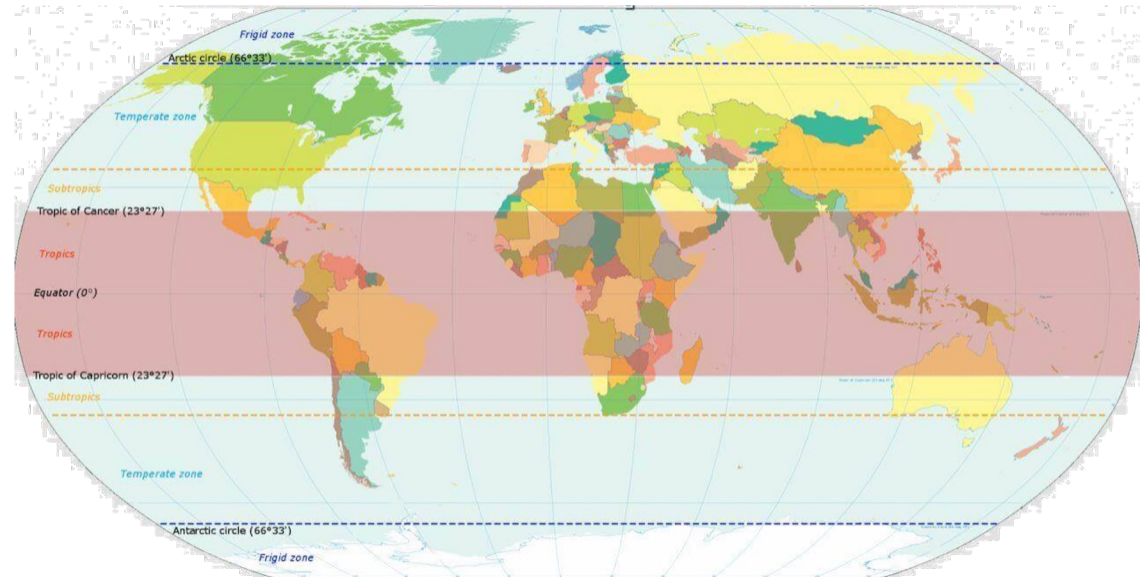 Frigid zone
Arctic circle (66°33')
Temperate zone
Subtropics
Tropic of Cancer (23°27')
Tropics
Equator (0°)
Tropics
Tropic of Capricorn (23°27')
Subtropics
Temperate zone
Antarctic circle (66°33')
Frigid zone